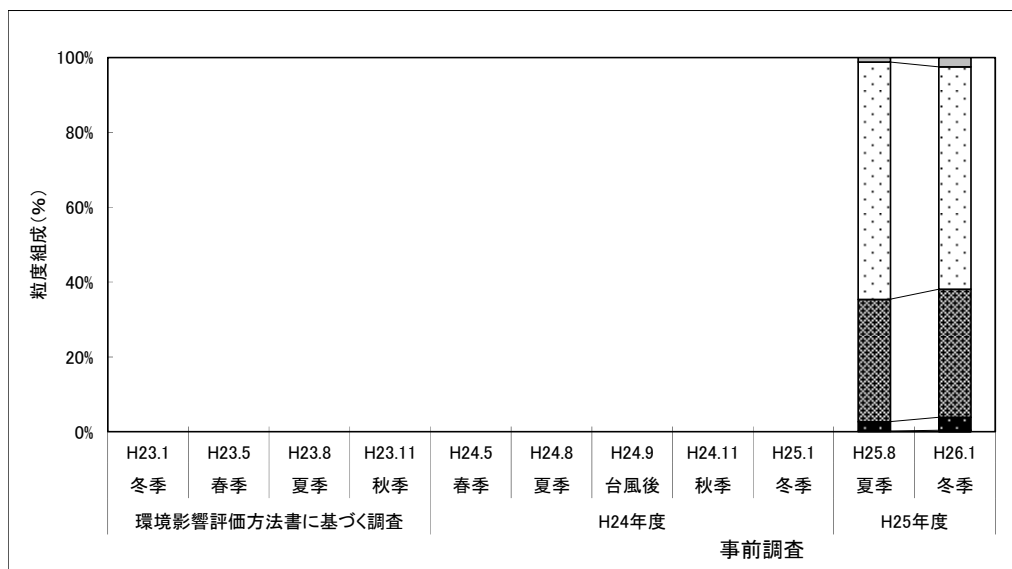 100%
80%
60%
40%
20%
0%
粒度組成(%)
H23.1 H23.5 H23.8 H23.11 H24.5 H24.8 H24.9 H24.11 H25.1 H25.8 H26.1
冬季 春季 夏季 秋季 春季 夏季 台風後 秋季 冬季 夏季 冬季
環境影響評価方法書に基づく調査 H24年度 H25年度
事前調査